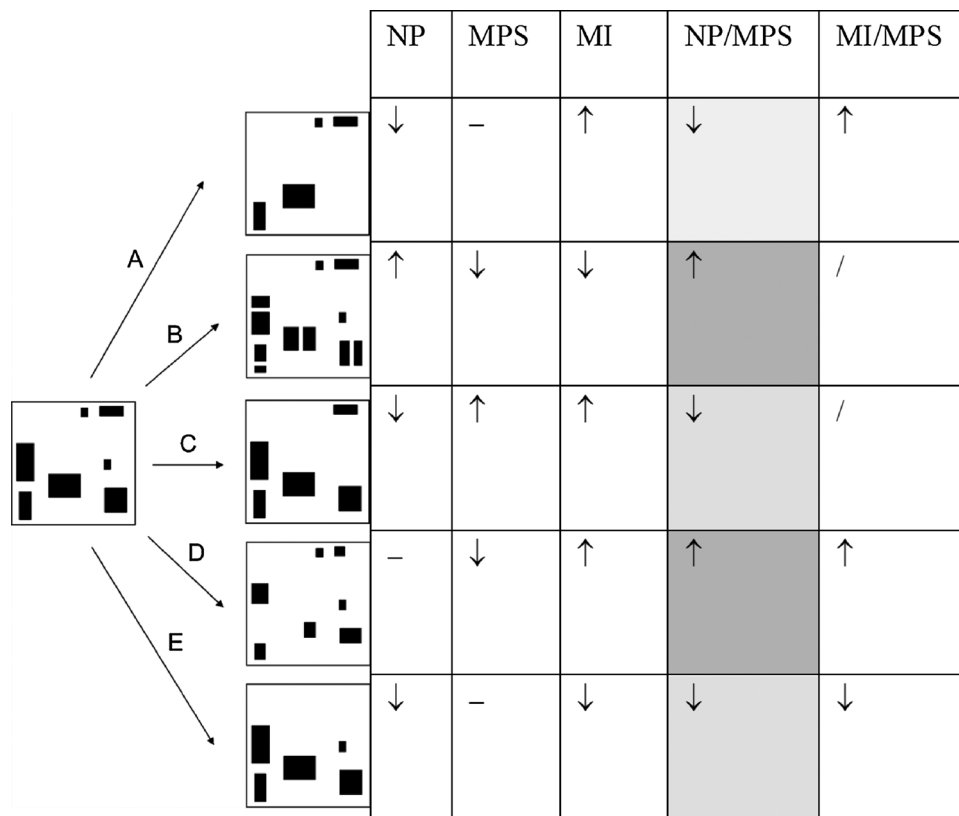 NP MPS MI NP/MPS MI/MPS
A ↓ – ↑ ↓ ↑
B ↑ ↓ ↓ ↑ /
C ↓ ↑ ↑ ↓ /
D – ↓ ↑ ↑ ↑
E ↓ – ↓ ↓ ↓